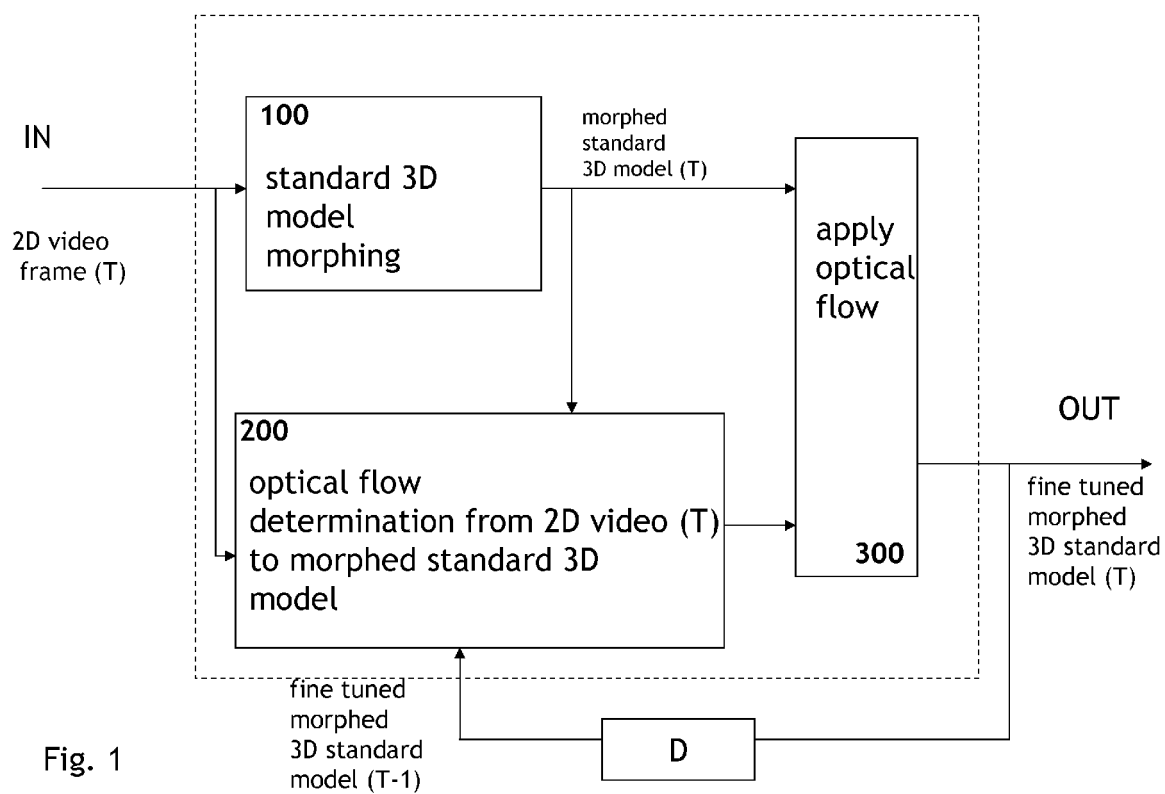 IN
2D video
frame (T)
100
standard 3D
model
morphing
morphed
standard
3D model (T)
apply
optical
flow
300
200
optical flow
determination from 2D video (T)
to morphed standard 3D
model
OUT
fine tuned
morphed
3D standard
model (T)
fine tuned
morphed
3D standard
model (T-1)
D
Fig. 1